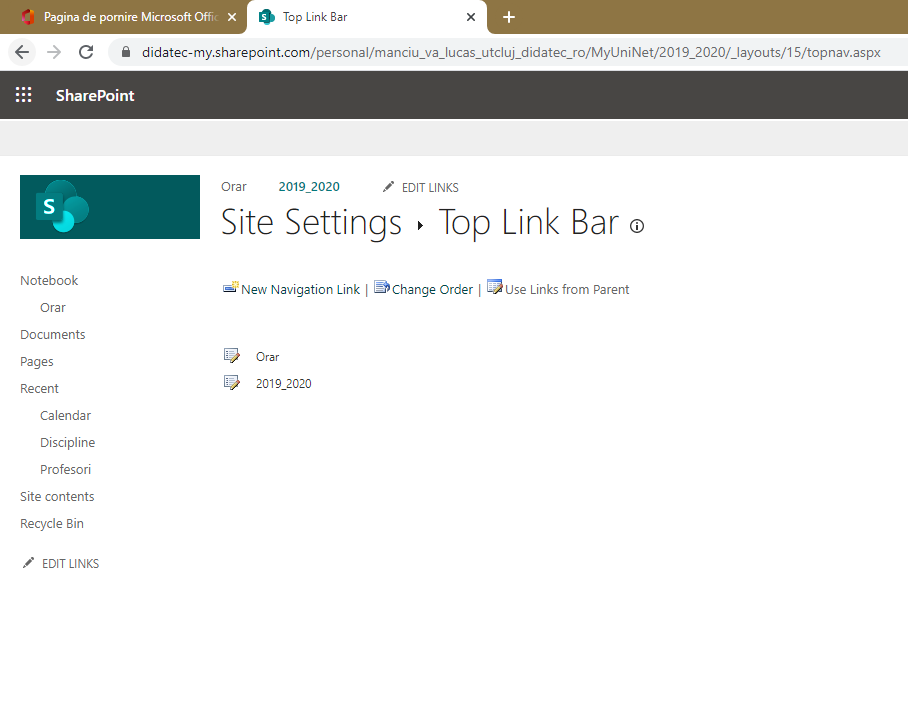 Pagina de pornire Microsoft Offi
Top Link Bar
didatec-my.sharepoint.com/personal/manciu_va_lucas_utcluj_didatec_ro/MyUniNet/2019_2020/_layouts/15/topnav.aspx
SharePoint
S
Orar 2019_2020 EDIT LINKS
Site Settings ▸ Top Link Bar
New Navigation Link | Change Order | Use Links from Parent
Orar
2019_2020
Notebook
Orar
Documents
Pages
Recent
Calendar
Discipline
Profesori
Site contents
Recycle Bin
EDIT LINKS